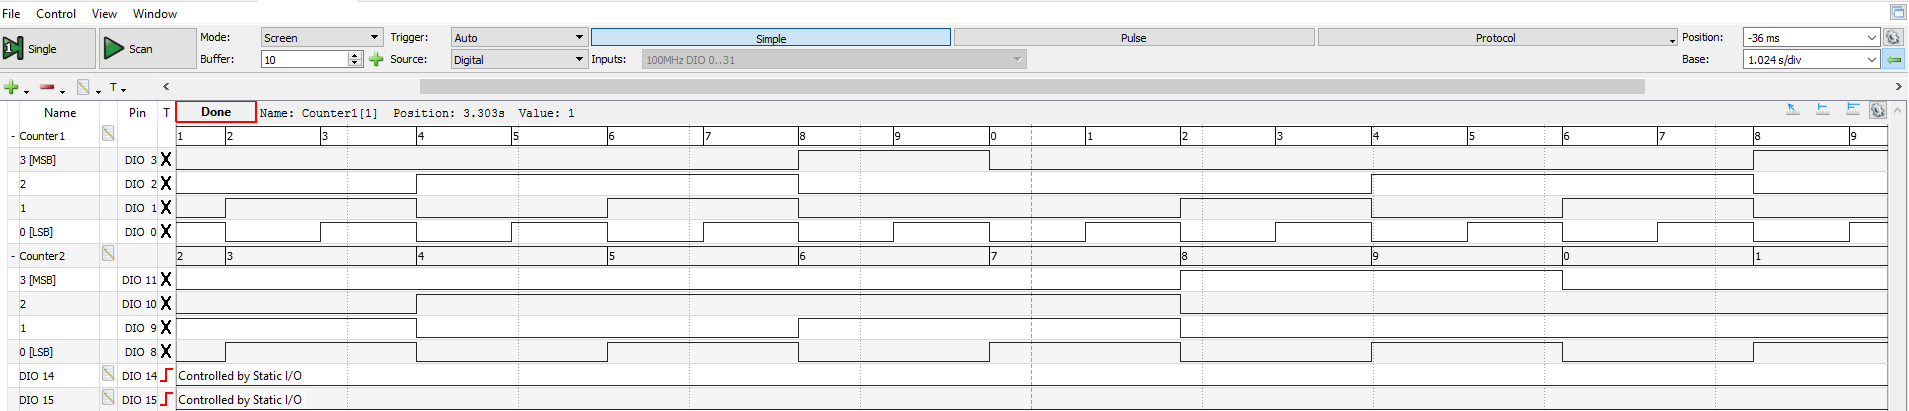 File Control View Window
Single Scan Mode: Screen Trigger: Auto Simple Pulse Protocol Position: -36 ms
Buffer: 10 Source: Digital Inputs: 100MHz DIO 0..31 Base: 1.024 s/div
T
Name Pin T Done Name: Counter1[1] Position: 3.303s Value: 1
- Counter1 1 2 3 4 5 6 7 8 9 0 1 2 3 4 5 6 7 8 9
3 [MSB] DIO 3 X
2 DIO 2 X
1 DIO 1 X
0 [LSB] DIO 0 X
- Counter2 2 3 4 5 6 7 8 9 0 1
3 [MSB] DIO 11 X
2 DIO 10 X
1 DIO 9 X
0 [LSB] DIO 8 X
DIO 14 DIO 14 Controlled by Static I/O
DIO 15 DIO 15 Controlled by Static I/O